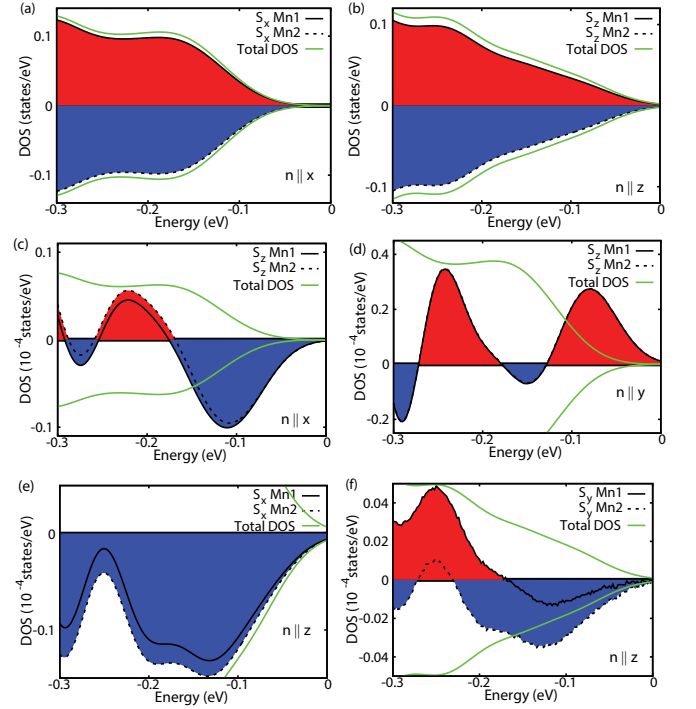 (a)
S_x Mn1
S_x Mn2
Total DOS
DOS (states/eV)
0.1
0
-0.1
n || x
-0.3 -0.2 -0.1 0
Energy (eV)
(b)
S_z Mn1
S_z Mn2
Total DOS
DOS (states/eV)
0.1
0
-0.1
n || z
-0.3 -0.2 -0.1 0
Energy (eV)
(c)
S_z Mn1
S_z Mn2
Total DOS
DOS (10^-4 states/eV)
0.1
0
-0.1
n || x
-0.3 -0.2 -0.1 0
Energy (eV)
(d)
S_z Mn1
S_z Mn2
Total DOS
DOS (10^-4 states/eV)
0.4
0.2
0
-0.2
n || y
-0.3 -0.2 -0.1 0
Energy (eV)
(e)
S_x Mn1
S_x Mn2
Total DOS
DOS (10^-4 states/eV)
0
-0.1
n || z
-0.3 -0.2 -0.1 0
Energy (eV)
(f)
S_y Mn1
S_y Mn2
Total DOS
DOS (10^-4 states/eV)
0.04
0.02
0
-0.02
-0.04
n || z
-0.3 -0.2 -0.1 0
Energy (eV)